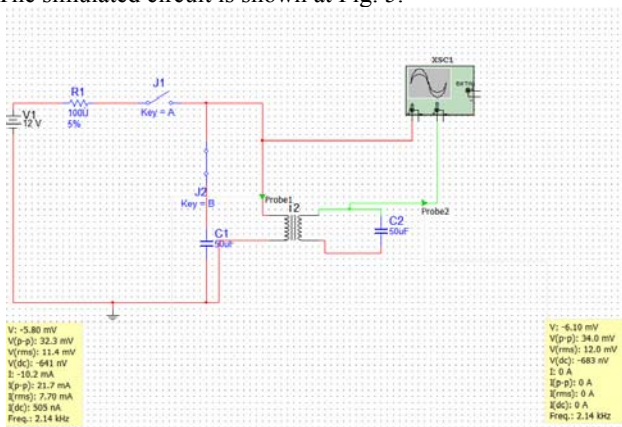 The simulated circuit is shown at Fig. 5.
XSC1
EXT TRIG
A
B
R1
100Ω
5%
J1
Key = A
V1
12 V
J2
Key = B
C1
50uF
Probe1
T2
C2
50uF
Probe2
V: -5.80 mV
V(p-p): 32.3 mV
V(rms): 11.4 mV
V(dc): -641 nV
I: -10.2 mA
I(p-p): 21.7 mA
I(rms): 7.70 mA
I(dc): 505 nA
Freq.: 2.14 kHz
V: -6.10 mV
V(p-p): 34.0 mV
V(rms): 12.0 mV
V(dc): -683 nV
I: 0 A
I(p-p): 0 A
I(rms): 0 A
I(dc): 0 A
Freq.: 2.14 kHz